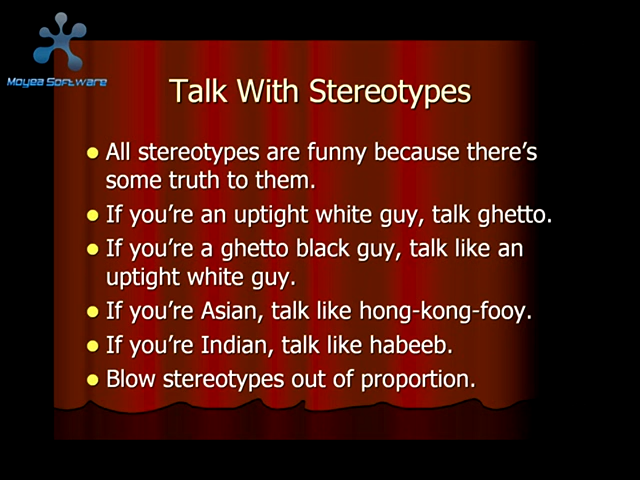 Moyea Software
Talk With Stereotypes
All stereotypes are funny because there's
some truth to them.
If you're an uptight white guy, talk ghetto.
If you're a ghetto black guy, talk like an
uptight white guy.
If you're Asian, talk like hong-kong-fooy.
If you're Indian, talk like habeeb.
Blow stereotypes out of proportion.